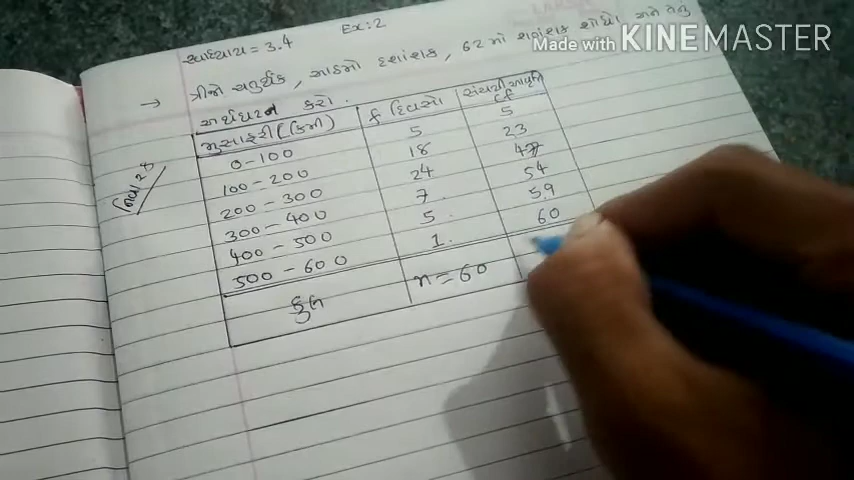 સ્વાધ્યાય = 3.4 Ex:2
→ ત્રીજો ચતુર્થક, આઠમો દશાંશક, 62 મો શતાંશક શોધો અને તેનું
અર્થઘટન કરો.
મુસાફરી (કિમી) f દિવસો સંચયી આવૃત્તિ cf
0-100 5 5
100-200 18 23
200-300 24 47
300-400 7. 54
400-500 5. 59
500-600 1. 60
કુલ n=60
Made with KINEMASTER